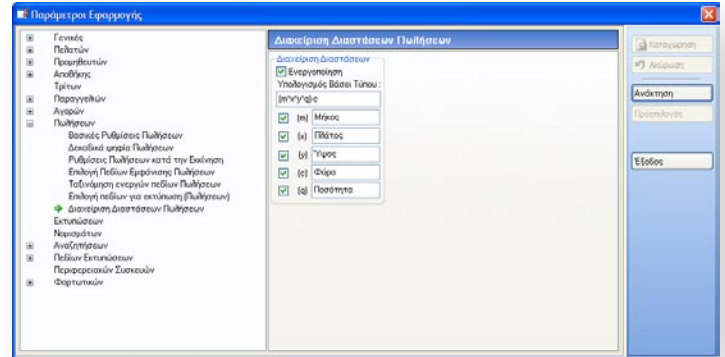 Παράμετροι Εφαρμογής
Γενικές
Πελατών
Προμηθευτών
Αποθήκης
Τρίτων
Παραγγελιών
Αγορών
Πωλήσεων
Βασικές Ρυθμίσεις Πωλήσεων
Δεκαδικά ψηφία Πωλήσεων
Ρυθμίσεις Πωλήσεων κατά την Εκκίνηση
Επιλογή Πεδίων Εμφάνισης Πωλήσεων
Ταξινόμηση ενεργών πεδίων Πωλήσεων
Επιλογή πεδίων για εκτύπωση (Πωλήσεων)
Διαχείριση Διαστάσεων Πωλήσεων
Εκτυπώσεων
Νομισμάτων
Αναζητήσεων
Πεδίων Εκτυπώσεων
Περιφερειακών Συσκευών
Φορτωτικών
Διαχείριση Διαστάσεων Πωλήσεων
Διαχείριση Διαστάσεων
Ενεργοποίηση
Υπολογισμός Βάσει Τύπου :
(m*x*y*q)-c
(m) Μήκος
(x) Πλάτος
(y) Ύψος
(c) Φύρα
(q) Ποσότητα
Καταχώρηση
Ακύρωση
Ανάκτηση
Προεπιλογές
Έξοδος